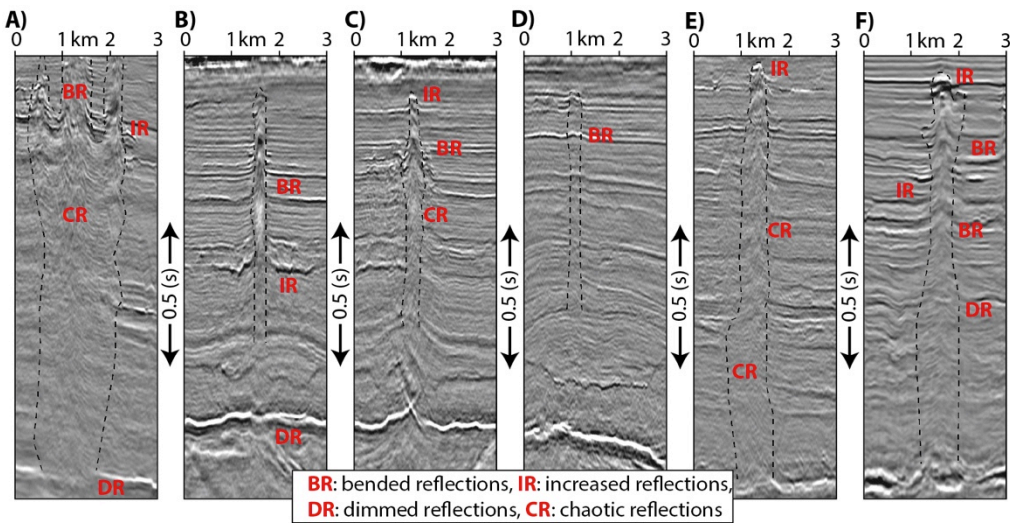 A) B) C) D) E) F)
0 1 km 2 3 0 1 km 2 3 0 1 km 2 3 0 1 km 2 3 0 1 km 2 3 0 1 km 2 3
BR IR CR DR
BR IR DR
IR BR CR
BR
IR CR CR
IR BR IR BR DR
0.5 (s) 0.5 (s) 0.5 (s) 0.5 (s) 0.5 (s)
BR: bended reflections, IR: increased reflections,
DR: dimmed reflections, CR: chaotic reflections